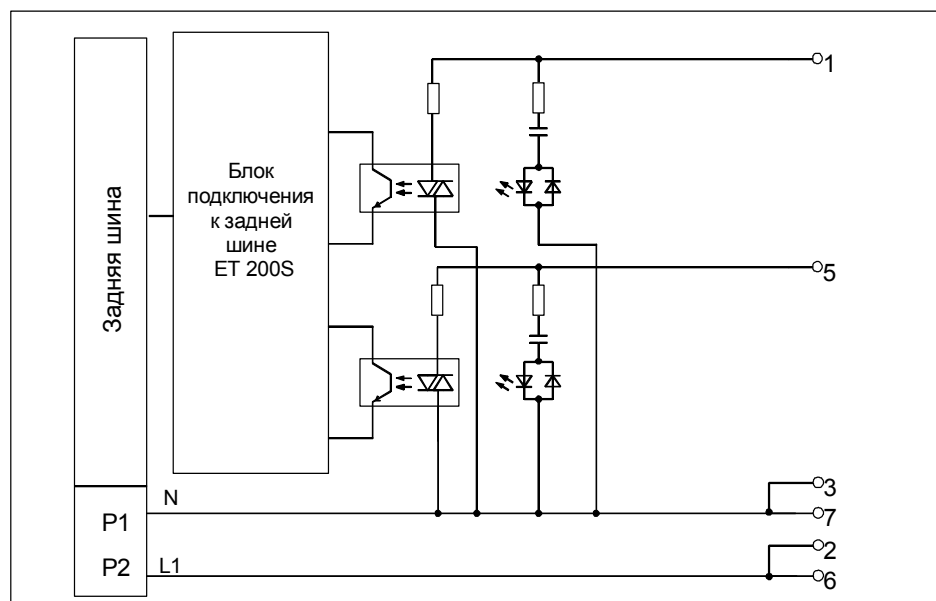 Задняя шина
Блок
подключения
к задней
шине
ET 200S
1
5
N
3
P1
7
2
P2
L1
6